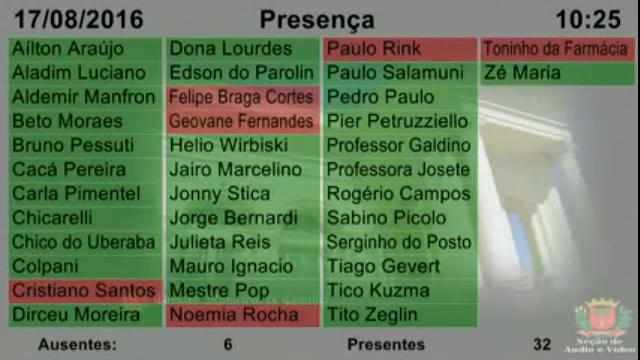 17/08/2016 Presença 10:25
Aílton Araújo Dona Lourdes Paulo Rink Toninho da Farmácia
Aladim Luciano Edson do Parolin Paulo Salamuni Zé Maria
Aldemir Manfron Felipe Braga Cortes Pedro Paulo
Beto Moraes Geovane Fernandes Pier Petruzziello
Bruno Pessuti Helio Wirbiski Professor Galdino
Cacá Pereira Jairo Marcelino Professora Josete
Carla Pimentel Jonny Stica Rogério Campos
Chicarelli Jorge Bernardi Sabino Picolo
Chico do Uberaba Julieta Reis Serginho do Posto
Colpani Mauro Ignacio Tiago Gevert
Cristiano Santos Mestre Pop Tico Kuzma
Dirceu Moreira Noemia Rocha Tito Zeglin
Ausentes: 6 Presentes 32
Seção de
Áudio e Vídeo